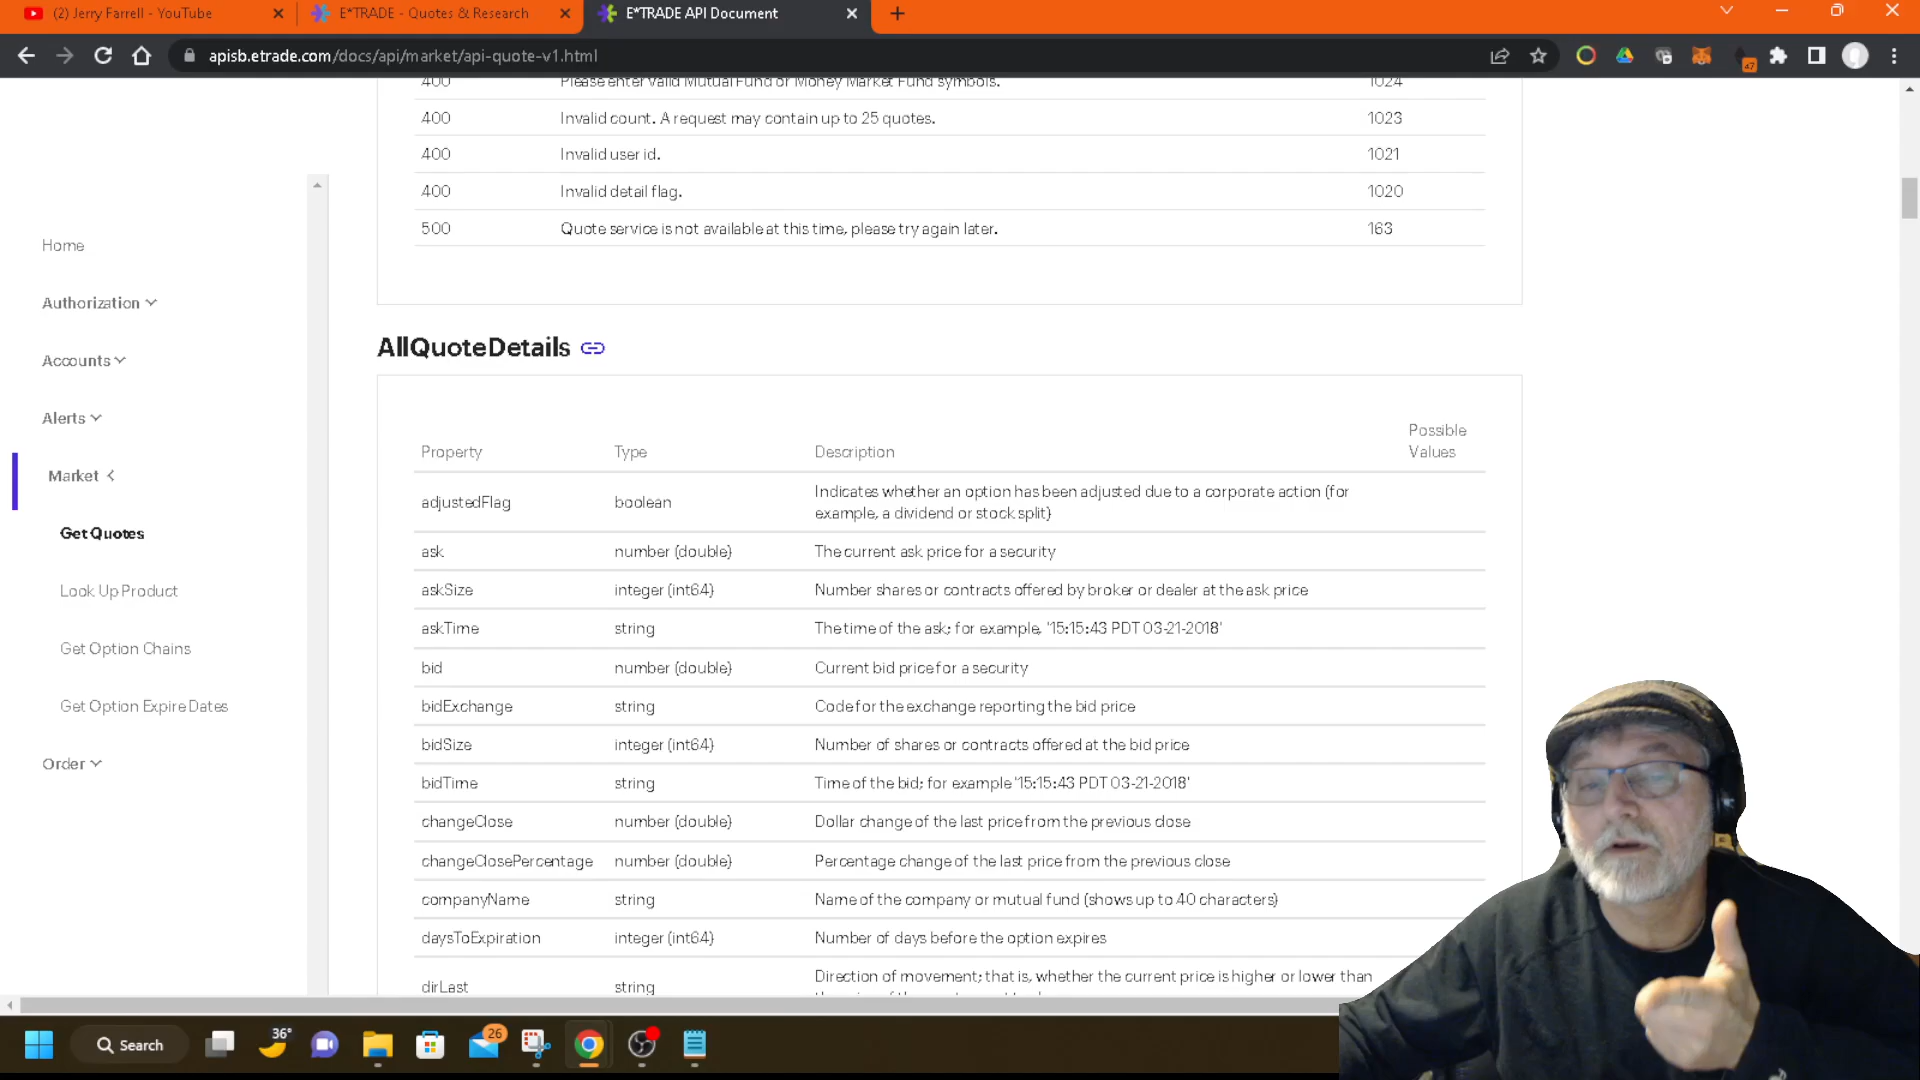 (2) Jerry Farrell - YouTube
E*TRADE - Quotes & Research
E*TRADE API Document
apisb.etrade.com/docs/api/market/api-quote-v1.html
47
400 Please enter valid Mutual Fund or Money Market Fund symbols. 1024
400 Invalid count. A request may contain up to 25 quotes. 1023
400 Invalid user id. 1021
400 Invalid detail flag. 1020
500 Quote service is not available at this time, please try again later. 163
Home
Authorization
Accounts
Alerts
Market
Get Quotes
Look Up Product
Get Option Chains
Get Option Expire Dates
Order
AllQuoteDetails
Property Type Description Possible
Values
adjustedFlag boolean Indicates whether an option has been adjusted due to a corporate action (for
example, a dividend or stock split)
ask number (double) The current ask price for a security
askSize integer (int64) Number shares or contracts offered by broker or dealer at the ask price
askTime string The time of the ask; for example, '15:15:43 PDT 03-21-2018'
bid number (double) Current bid price for a security
bidExchange string Code for the exchange reporting the bid price
bidSize integer (int64) Number of shares or contracts offered at the bid price
bidTime string Time of the bid; for example '15:15:43 PDT 03-21-2018'
changeClose number (double) Dollar change of the last price from the previous close
changeClosePercentage number (double) Percentage change of the last price from the previous close
companyName string Name of the company or mutual fund (shows up to 40 characters)
daysToExpiration integer (int64) Number of days before the option expires
dirLast string Direction of movement; that is, whether the current price is higher or lower than
Search
36°
26